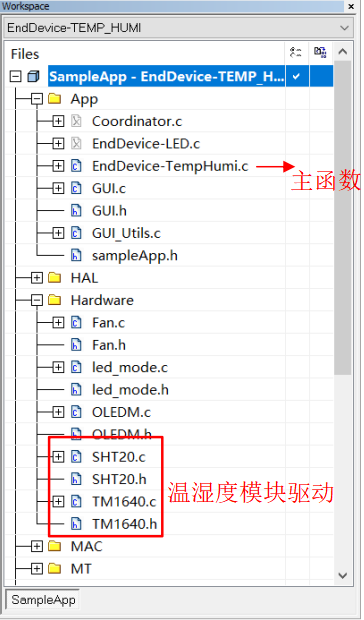 Workspace
EndDevice-TEMP_HUMI
Files
SampleApp - EndDevice-TEMP_H...
App
Coordinator.c
EndDevice-LED.c
EndDevice-TempHumi.c
主函数
GUI.c
GUI.h
GUI_Utils.c
sampleApp.h
HAL
Hardware
Fan.c
Fan.h
led_mode.c
led_mode.h
OLEDM.c
OLEDM.h
SHT20.c
SHT20.h
温湿度模块驱动
TM1640.c
TM1640.h
MAC
MT
SampleApp